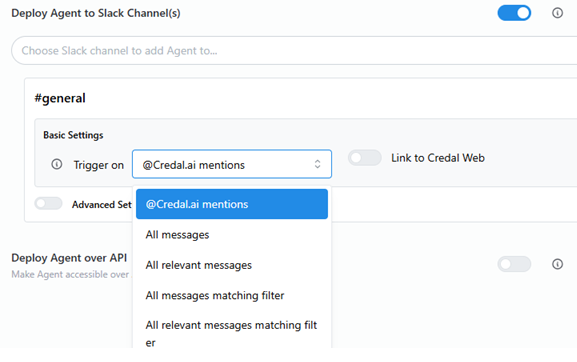 Deploy Agent to Slack Channel(s)
Choose Slack channel to add Agent to...
#general
Basic Settings
Trigger on
@Credal.ai mentions
Link to Credal Web
@Credal.ai mentions
Advanced Set
All messages
All relevant messages
Deploy Agent over API
Make Agent accessible over
All messages matching filter
All relevant messages matching filt
er